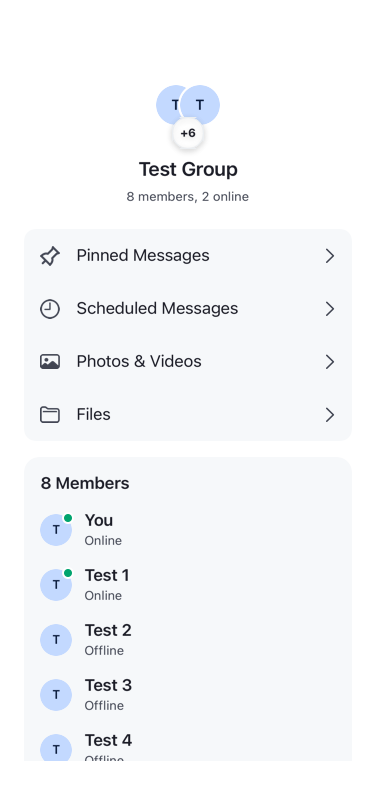 T T
+6
Test Group
8 members, 2 online
Pinned Messages
Scheduled Messages
Photos & Videos
Files
8 Members
T You
Online
T Test 1
Online
T Test 2
Offline
T Test 3
Offline
T Test 4
Offline